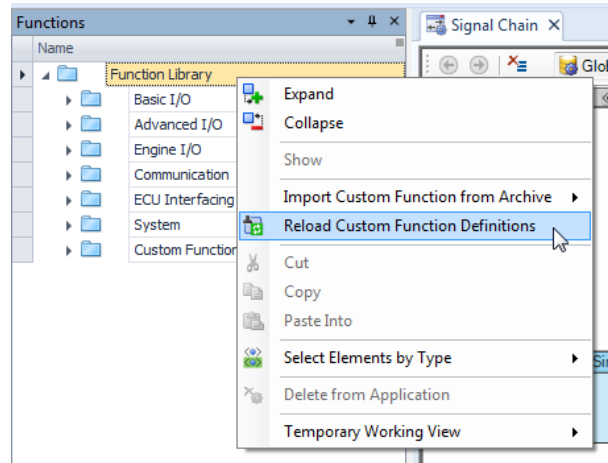 Functions
Signal Chain
Name
Function Library
Basic I/O
Advanced I/O
Engine I/O
Communication
ECU Interfacing
System
Custom Function
Expand
Collapse
Show
Import Custom Function from Archive
Reload Custom Function Definitions
Cut
Copy
Paste Into
Select Elements by Type
Delete from Application
Temporary Working View